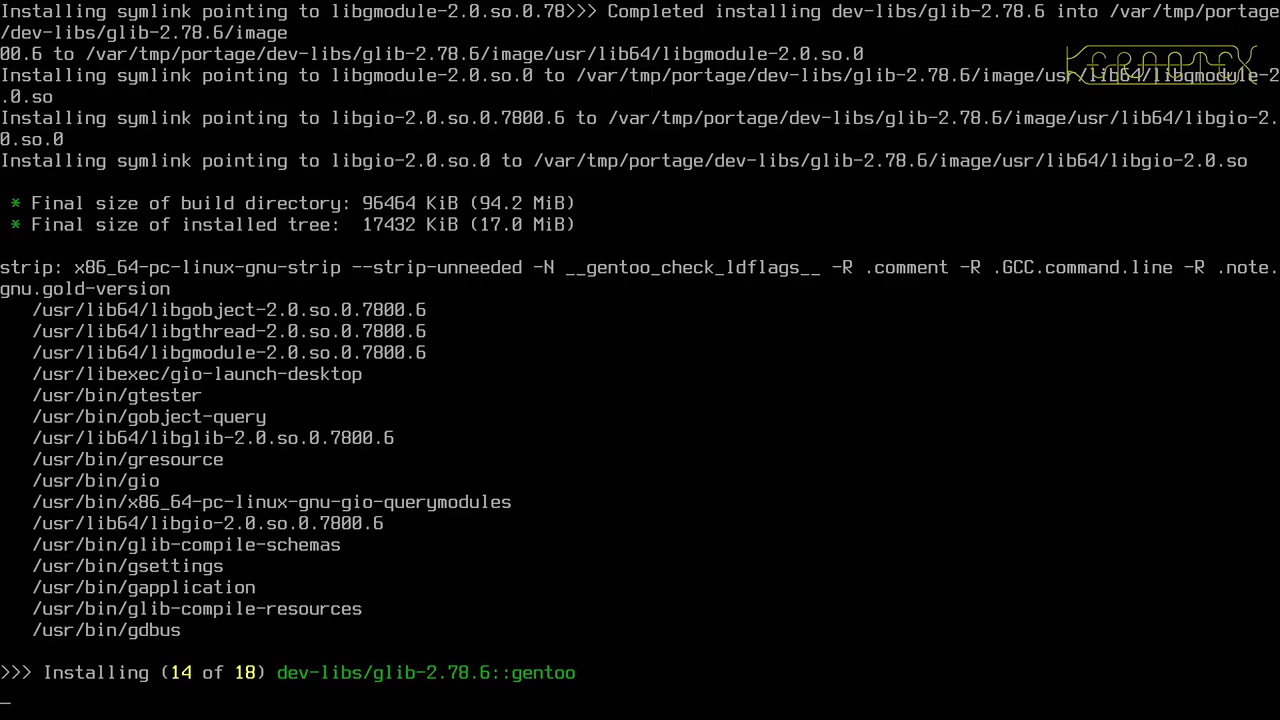 Installing symlink pointing to libgmodule-2.0.so.0.78>>> Completed installing dev-libs/glib-2.78.6 into /var/tmp/portage
/dev-libs/glib-2.78.6/image
00.6 to /var/tmp/portage/dev-libs/glib-2.78.6/image/usr/lib64/libgmodule-2.0.so.0
KERNOTEX
Installing symlink pointing to libgmodule-2.0.so.0 to /var/tmp/portage/dev-libs/glib-2.78.6/image/usr/lib64/libgmodule-2
.0.so
Installing symlink pointing to libgio-2.0.so.0.7800.6 to /var/tmp/portage/dev-libs/glib-2.78.6/image/usr/lib64/libgio-2.
0.so.0
Installing symlink pointing to libgio-2.0.so.0 to /var/tmp/portage/dev-libs/glib-2.78.6/image/usr/lib64/libgio-2.0.so
* Final size of build directory: 96464 KiB (94.2 MiB)
* Final size of installed tree:  17432 KiB (17.0 MiB)
strip: x86_64-pc-linux-gnu-strip --strip-unneeded -N __gentoo_check_ldflags__ -R .comment -R .GCC.command.line -R .note.
gnu.gold-version
/usr/lib64/libgobject-2.0.so.0.7800.6
/usr/lib64/libgthread-2.0.so.0.7800.6
/usr/lib64/libgmodule-2.0.so.0.7800.6
/usr/libexec/gio-launch-desktop
/usr/bin/gtester
/usr/bin/gobject-query
/usr/lib64/libglib-2.0.so.0.7800.6
/usr/bin/gresource
/usr/bin/gio
/usr/bin/x86_64-pc-linux-gnu-gio-querymodules
/usr/lib64/libgio-2.0.so.0.7800.6
/usr/bin/glib-compile-schemas
/usr/bin/gsettings
/usr/bin/gapplication
/usr/bin/glib-compile-resources
/usr/bin/gdbus
>>> Installing (14 of 18) dev-libs/glib-2.78.6::gentoo
_